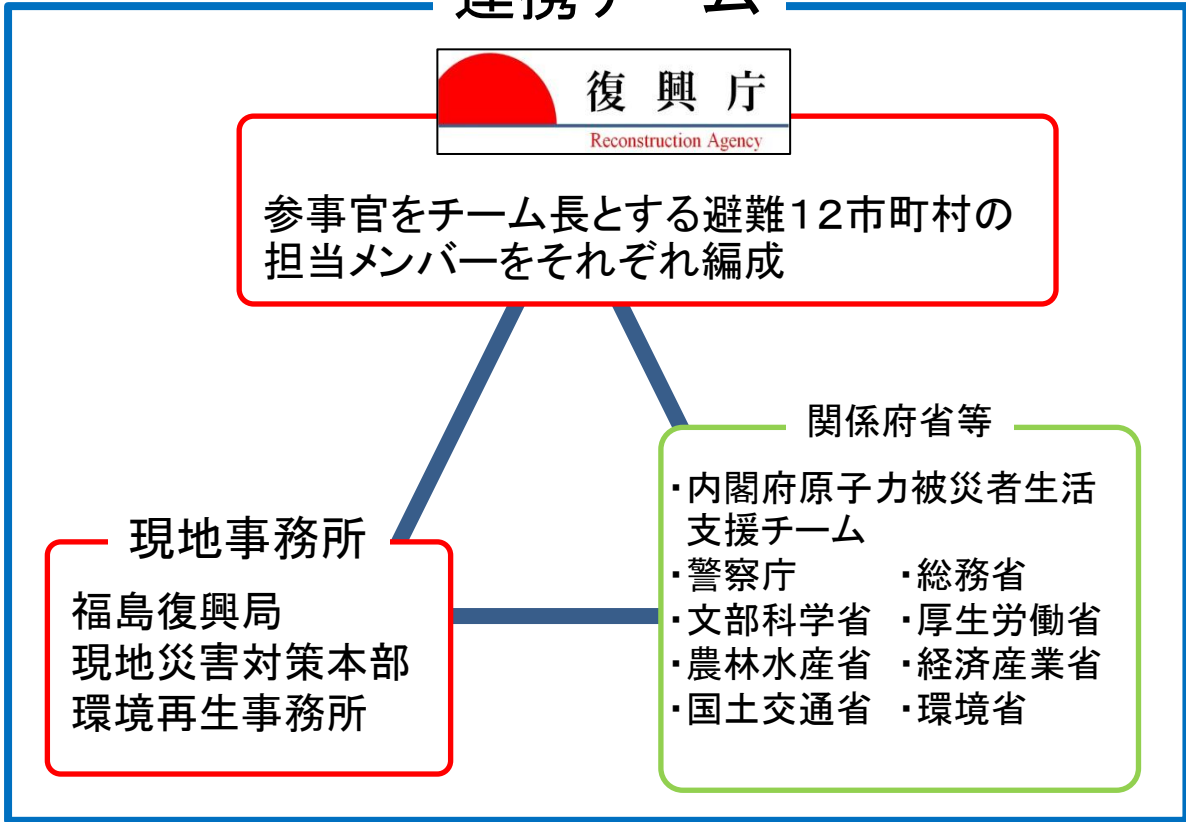 連携チーム
復興庁
Reconstruction Agency
参事官をチーム長とする避難12市町村の
担当メンバーをそれぞれ編成
現地事務所
福島復興局
現地災害対策本部
環境再生事務所
関係府省等
・内閣府原子力被災者生活
支援チーム
・警察庁 ・総務省
・文部科学省 ・厚生労働省
・農林水産省 ・経済産業省
・国土交通省 ・環境省